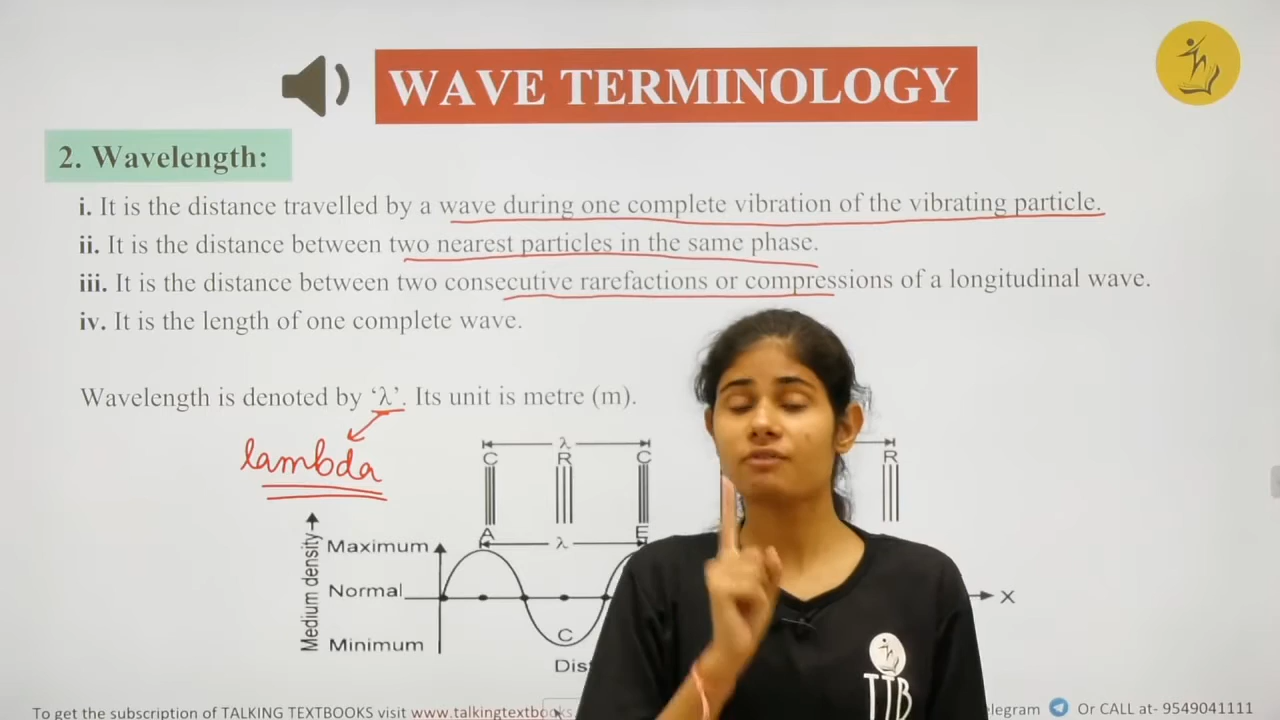 WAVE TERMINOLOGY
2. Wavelength:
i. It is the distance travelled by a wave during one complete vibration of the vibrating particle.
ii. It is the distance between two nearest particles in the same phase.
iii. It is the distance between two consecutive rarefactions or compressions of a longitudinal wave.
iv. It is the length of one complete wave.
Wavelength is denoted by ‘λ’. Its unit is metre (m).
lambda
λ
C R C R
A E
λ
Medium density
Maximum
Normal
Minimum
C
X
TTB
To get the subscription of TALKING TEXTBOOKS visit www.talkingtextbooks. Or CALL at- 9549041111